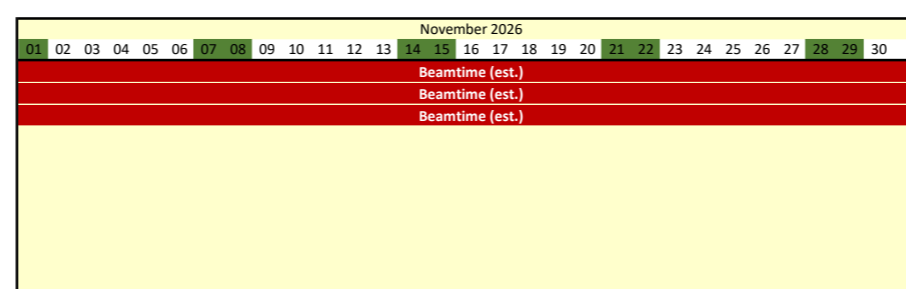 November 2026
01 02 03 04 05 06 07 08 09 10 11 12 13 14 15 16 17 18 19 20 21 22 23 24 25 26 27 28 29 30
Beamtime (est.)
Beamtime (est.)
Beamtime (est.)